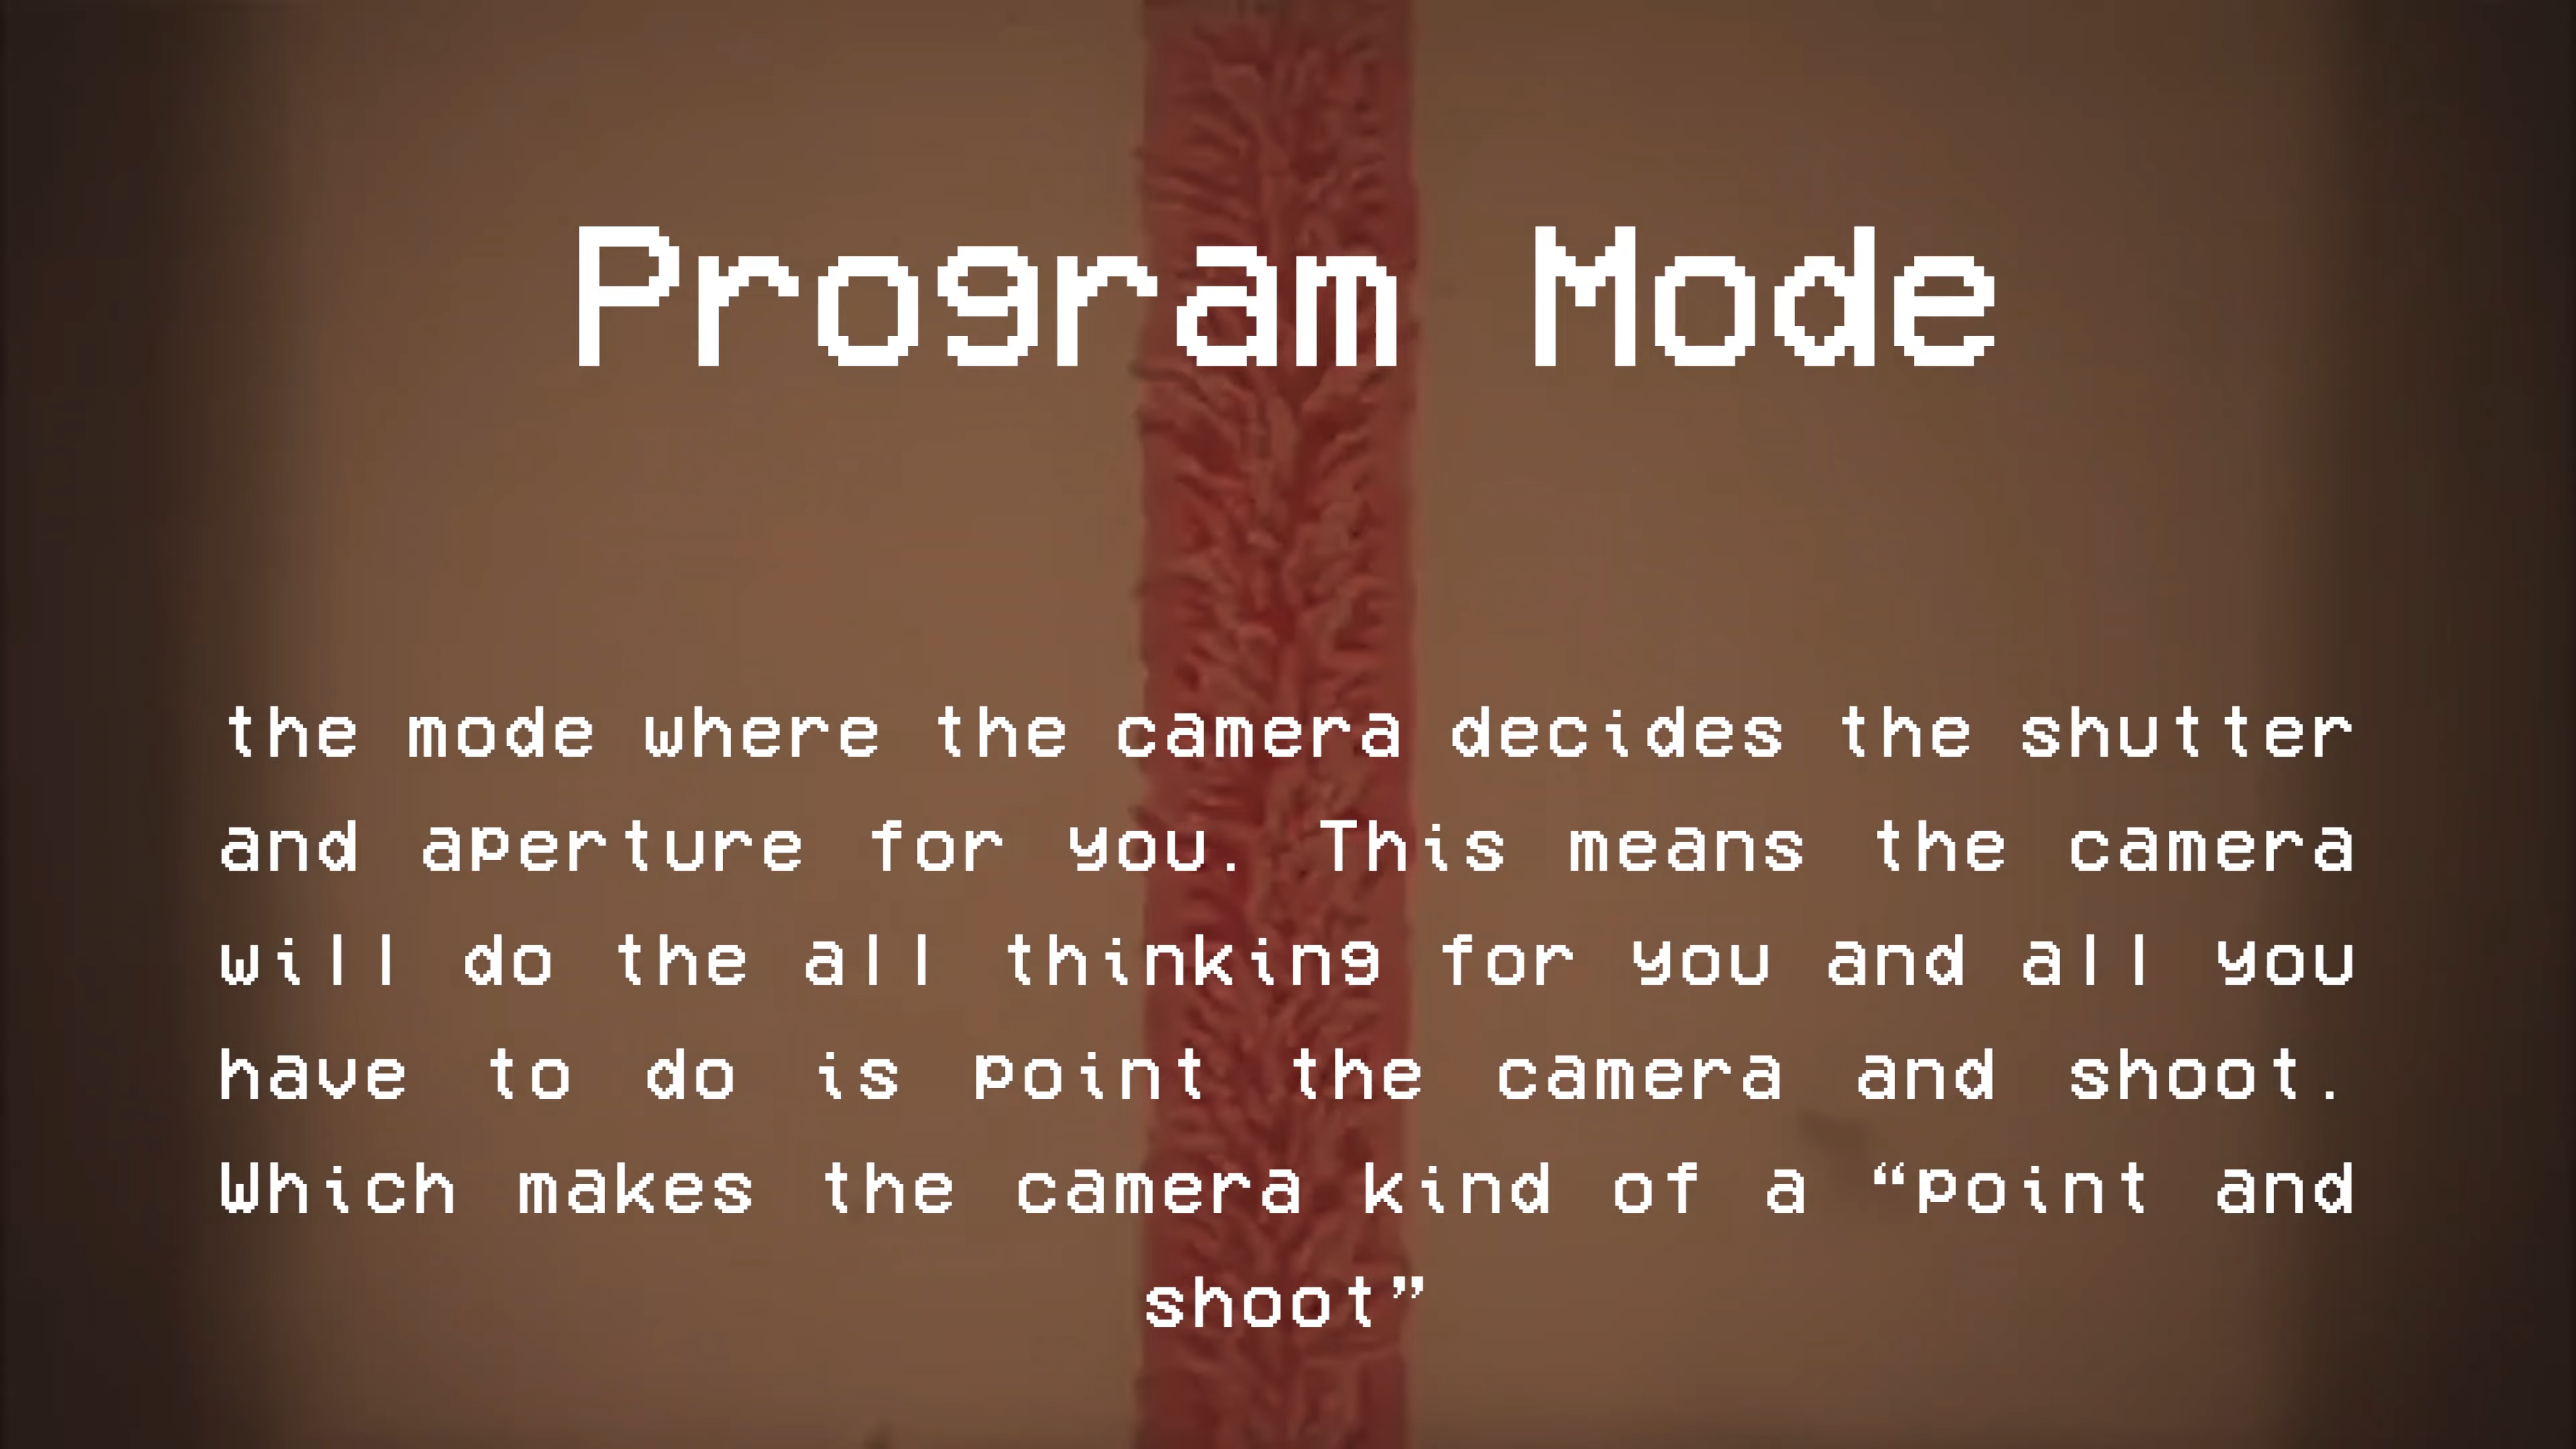 Program Mode
the mode where the camera decides the shutter
and aperture for you. This means the camera
will do the all thinking for you and all you
have to do is point the camera and shoot.
Which makes the camera kind of a “point and
shoot”